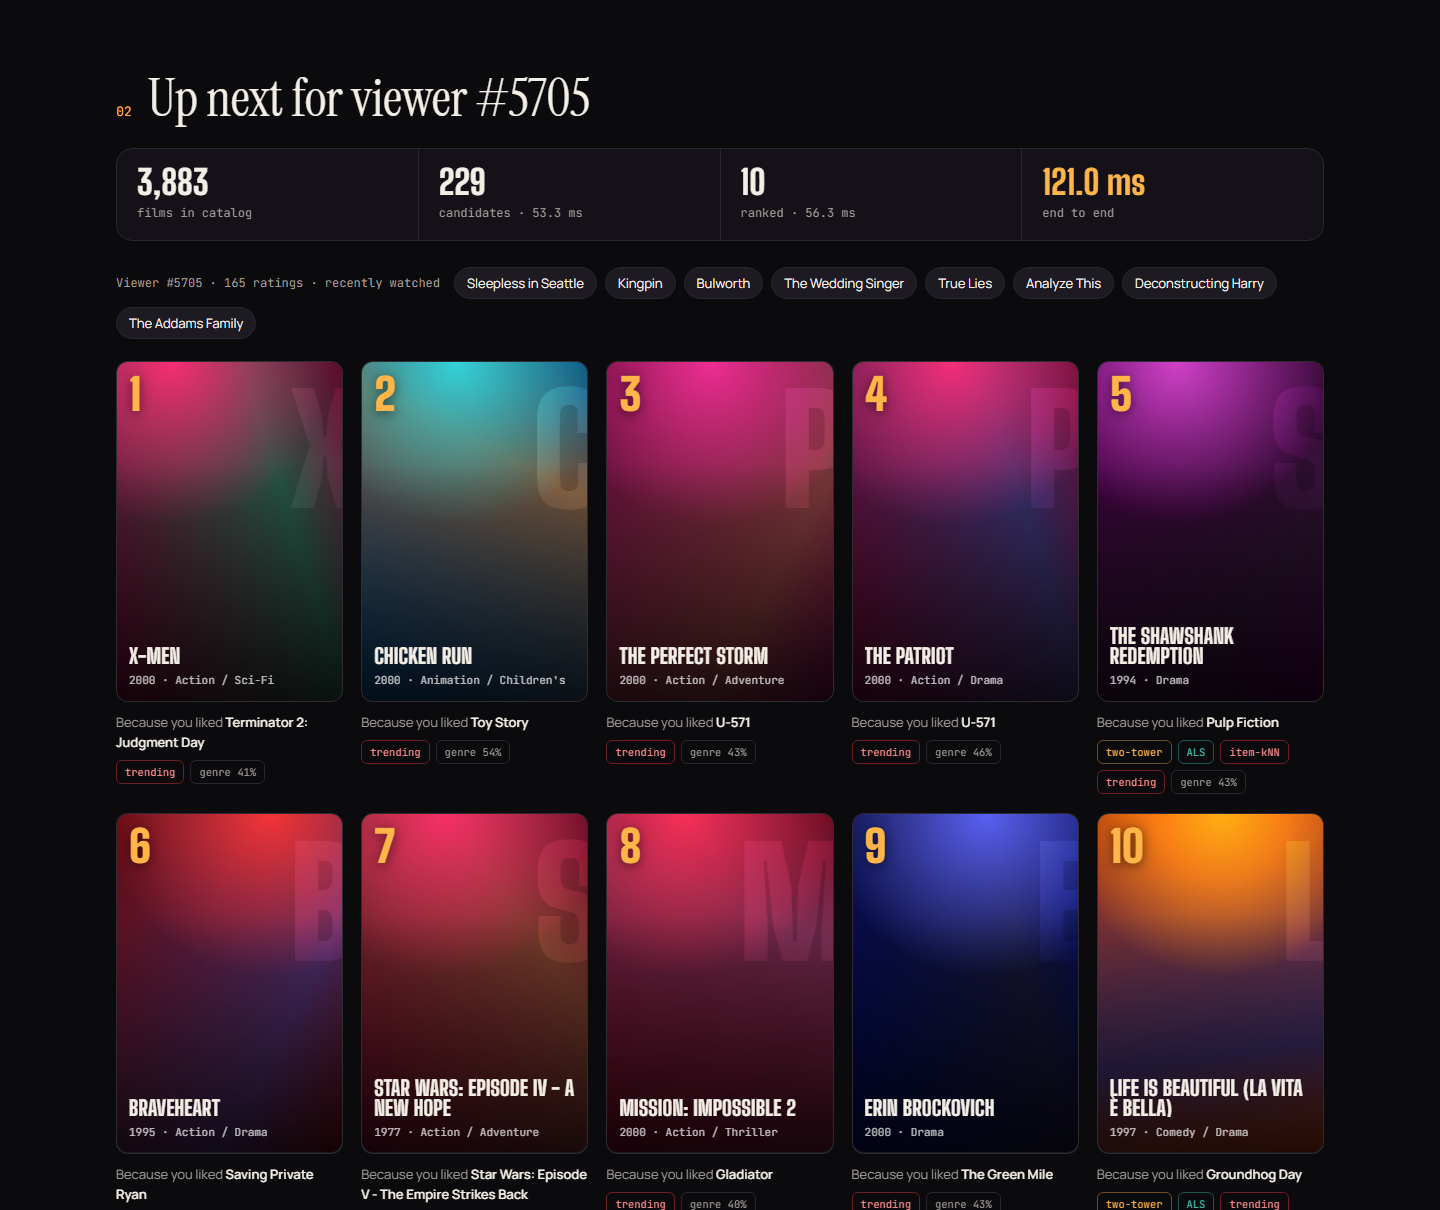 02 Up next for viewer #5705
3,883
films in catalog
229
candidates · 53.3 ms
10
ranked · 56.3 ms
121.0 ms
end to end
Viewer #5705 · 165 ratings · recently watched Sleepless in Seattle Kingpin Bulworth The Wedding Singer True Lies Analyze This Deconstructing Harry
The Addams Family
1
X
X-MEN
2000 · Action / Sci-Fi
Because you liked Terminator 2:
Judgment Day
trending genre 41%
2
C
CHICKEN RUN
2000 · Animation / Children's
Because you liked Toy Story
trending genre 54%
3
P
THE PERFECT STORM
2000 · Action / Adventure
Because you liked U-571
trending genre 43%
4
P
THE PATRIOT
2000 · Action / Drama
Because you liked U-571
trending genre 46%
5
S
THE SHAWSHANK
REDEMPTION
1994 · Drama
Because you liked Pulp Fiction
two-tower ALS item-kNN
trending genre 43%
6
B
BRAVEHEART
1995 · Action / Drama
Because you liked Saving Private
Ryan
7
S
STAR WARS: EPISODE IV - A
NEW HOPE
1977 · Action / Adventure
Because you liked Star Wars: Episode
V - The Empire Strikes Back
8
M
MISSION: IMPOSSIBLE 2
2000 · Action / Thriller
Because you liked Gladiator
trending genre 40%
9
E
ERIN BROCKOVICH
2000 · Drama
Because you liked The Green Mile
trending genre 43%
10
L
LIFE IS BEAUTIFUL (LA VITA
È BELLA)
1997 · Comedy / Drama
Because you liked Groundhog Day
two-tower ALS trending